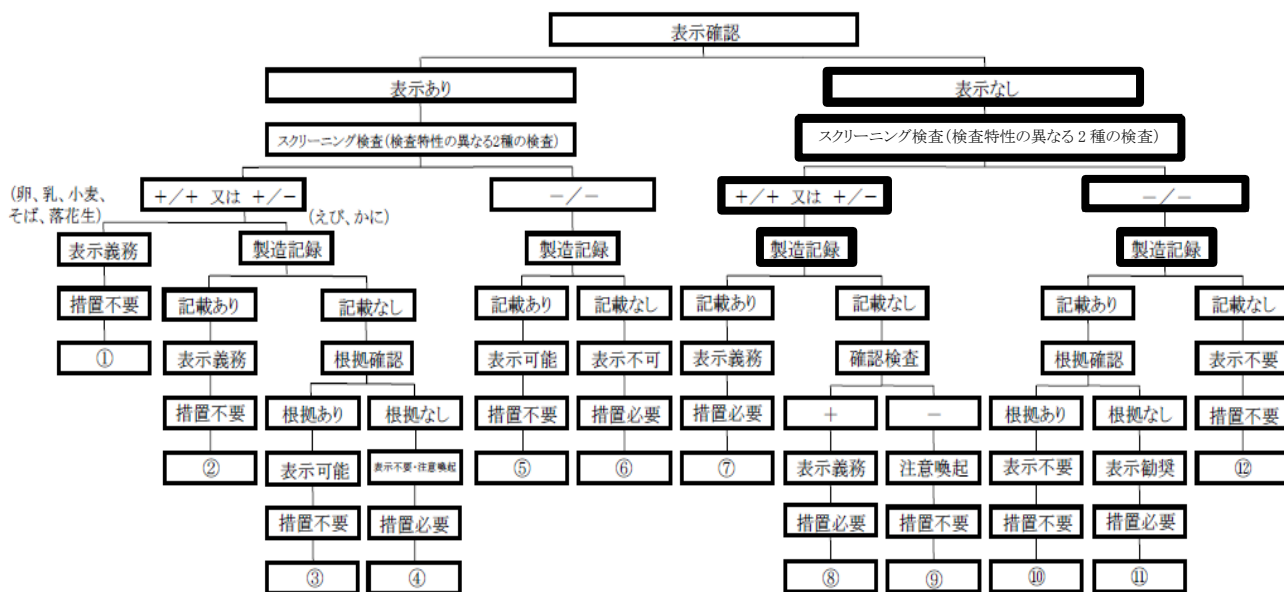 表示確認
表示あり
表示なし
スクリーニング検査(検査特性の異なる2種の検査)
スクリーニング検査(検査特性の異なる2種の検査)
(卵、乳、小麦、
そば、落花生)
+/+ 又は +/−
(えび、かに)
−/−
+/+ 又は +/−
−/−
表示義務
製造記録
製造記録
製造記録
製造記録
措置不要
記載あり
記載なし
記載あり
記載なし
記載あり
記載なし
記載あり
記載なし
①
表示義務
根拠確認
表示可能
表示不可
表示義務
確認検査
根拠確認
表示不要
措置不要
根拠あり
根拠なし
措置不要
措置必要
措置必要
+
−
根拠あり
根拠なし
措置不要
②
表示可能
表示不要・注意喚起
⑤
⑥
⑦
表示義務
注意喚起
表示不要
表示勧奨
⑫
措置不要
措置必要
措置必要
措置不要
措置不要
措置必要
③
④
⑧
⑨
⑩
⑪